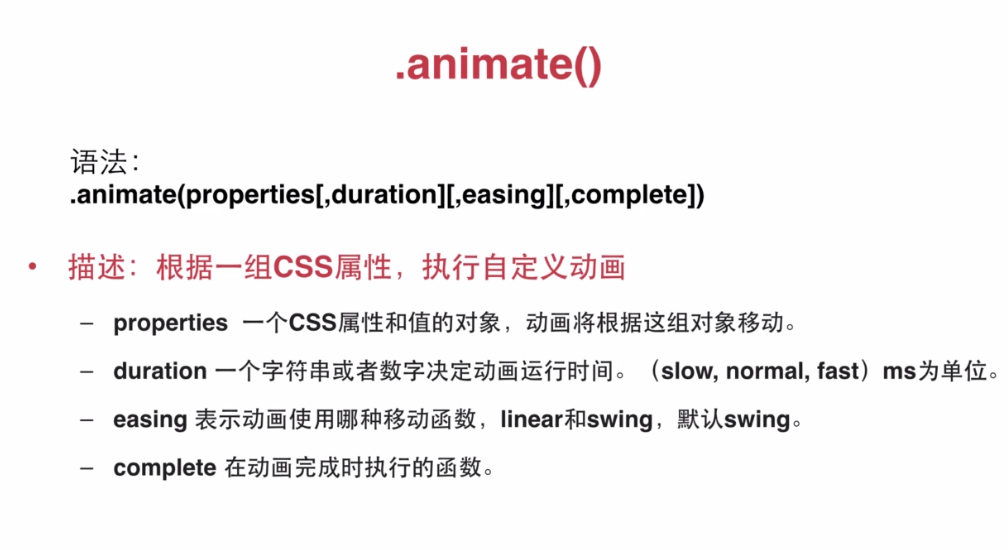 .animate()
语法：
.animate(properties[,duration][,easing][,complete])
• 描述：根据一组CSS属性，执行自定义动画
– properties 一个CSS属性和值的对象，动画将根据这组对象移动。
– duration 一个字符串或者数字决定动画运行时间。（slow, normal, fast）ms为单位。
– easing 表示动画使用哪种移动函数，linear和swing，默认swing。
– complete 在动画完成时执行的函数。